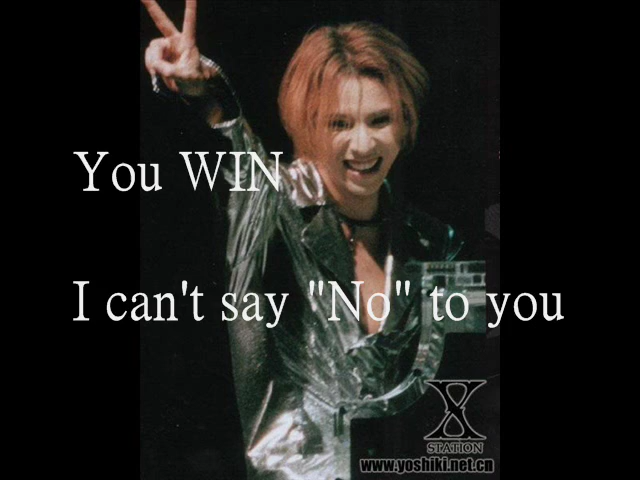 You WIN
I can't say "No" to you
X
STATION
www.yoshiki.net.cn